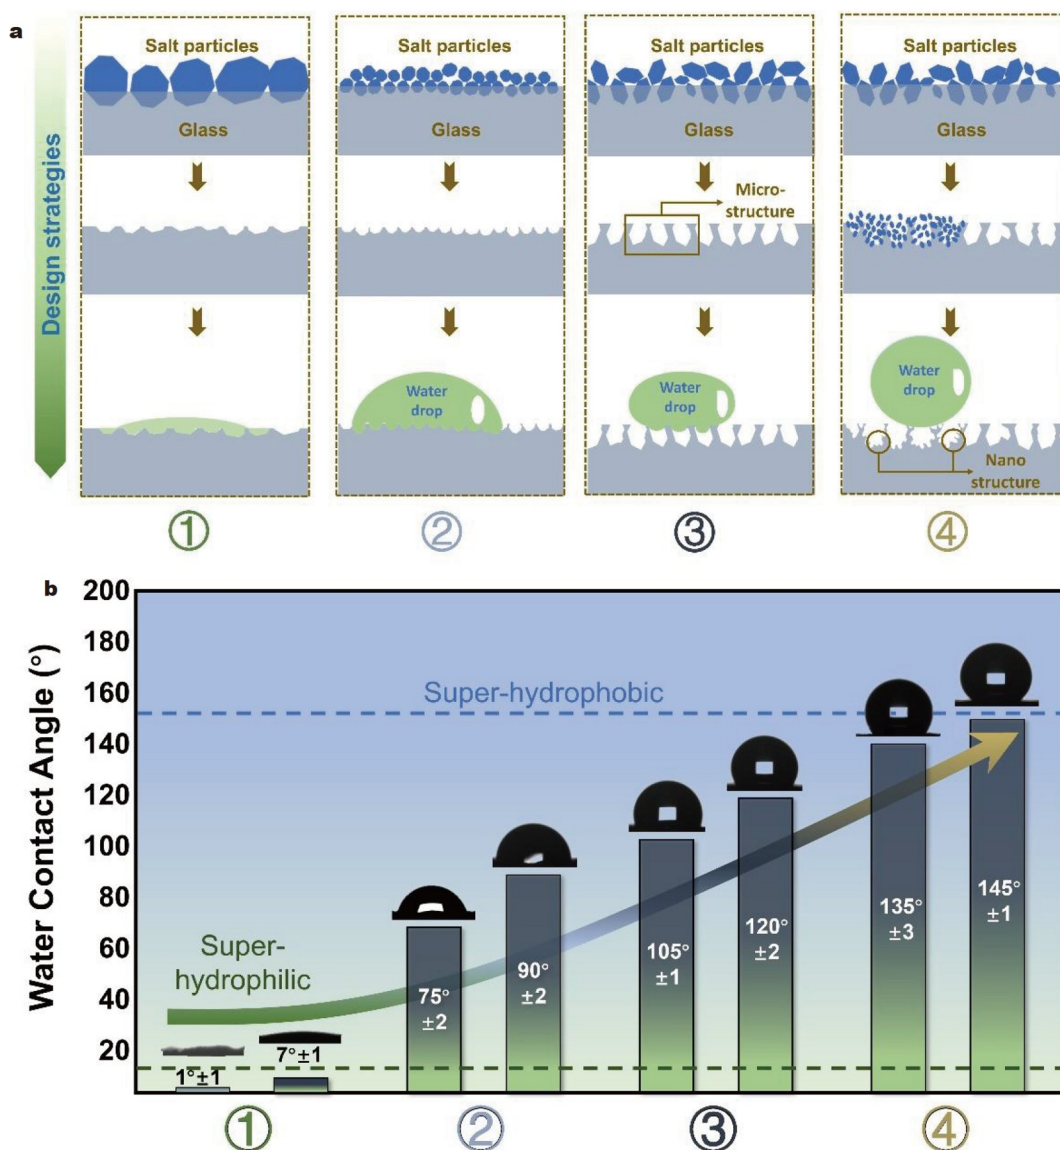 a
Design strategies
Salt particles
Salt particles
Salt particles
Salt particles
Glass
Glass
Glass
Glass
Micro-
structure
Water
drop
Water
drop
Water
drop
Nano
structure
①
②
③
④
b
Water Contact Angle (°)
200
180
160
140
120
100
80
60
40
20
Super-hydrophobic
Super-
hydrophilic
1°±1
7°±1
75°
±2
90°
±2
105°
±1
120°
±2
135°
±3
145°
±1
①
②
③
④